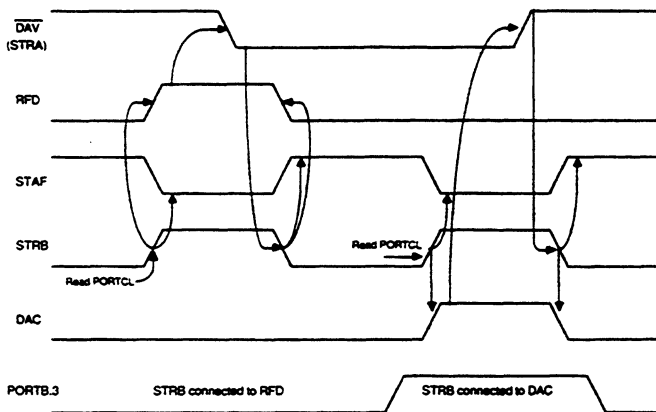 DAV
(STRA)
RFD
STAF
STRB
Read PORTCL
Read PORTCL
DAC
PORTB.3 STRB connected to RFD STRB connected to DAC